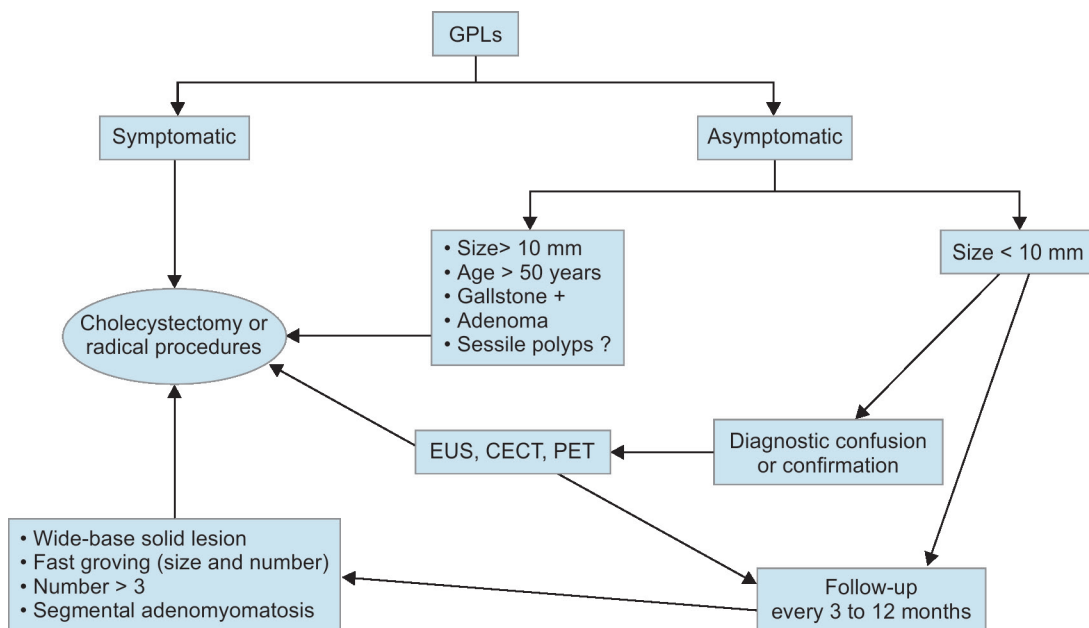 GPLs
Symptomatic
Asymptomatic
• Size> 10 mm
• Age > 50 years
• Gallstone +
• Adenoma
• Sessile polyps ?
Size < 10 mm
Cholecystectomy or
radical procedures
EUS, CECT, PET
Diagnostic confusion
or confirmation
• Wide-base solid lesion
• Fast groving (size and number)
• Number > 3
• Segmental adenomyomatosis
Follow-up
every 3 to 12 months